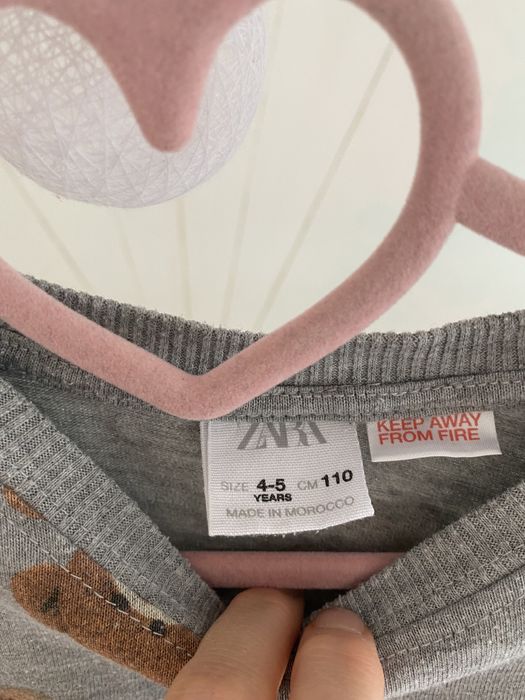 ZARA
SIZE 4-5 CM 110
YEARS
MADE IN MOROCCO
KEEP AWAY
FROM FIRE